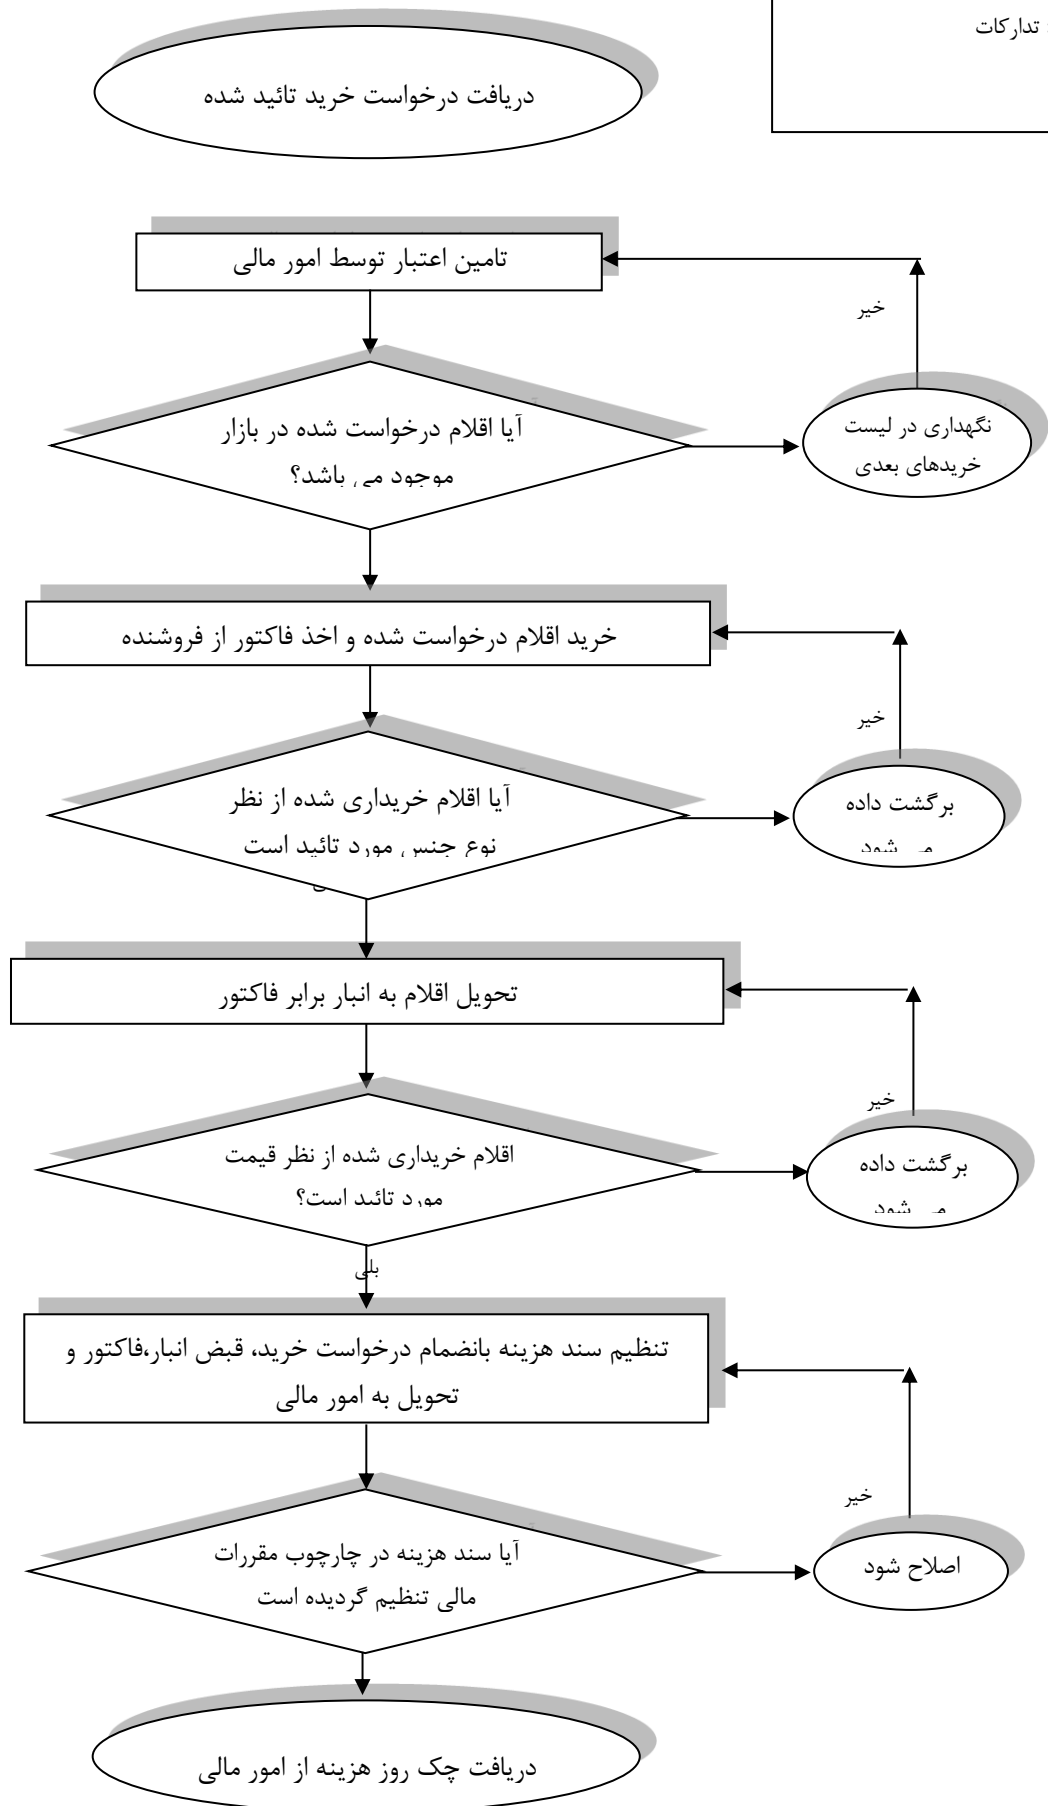 : تدارکات
دریافت درخواست خرید تائید شده
تامین اعتبار توسط امور مالی
خیر
آیا اقلام درخواست شده در بازار
موجود می باشد؟
نگهداری در لیست
خریدهای بعدی
خرید اقلام درخواست شده و اخذ فاکتور از فروشنده
خیر
آیا اقلام خریداری شده از نظر
نوع جنس مورد تائید است
برگشت داده
می شود
تحویل اقلام به انبار برابر فاکتور
خیر
اقلام خریداری شده از نظر قیمت
مورد تائید است؟
برگشت داده
می شود
بلی
تنظیم سند هزینه بانضمام درخواست خرید، قبض انبار،فاکتور و
تحویل به امور مالی
خیر
آیا سند هزینه در چارچوب مقررات
مالی تنظیم گردیده است
اصلاح شود
دریافت چک روز هزینه از امور مالی